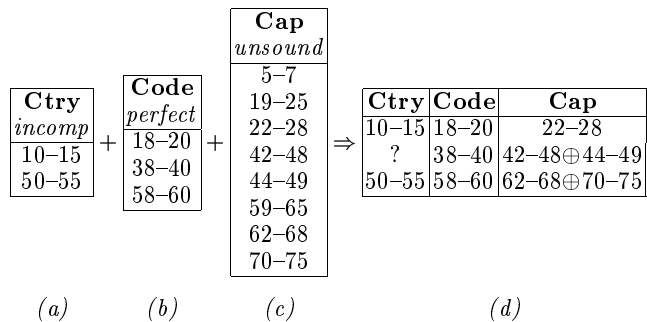 Ctry
incomp
10–15
50–55
+
Code
perfect
18–20
38–40
58–60
+
Cap
unsound
5–7
19–25
22–28
42–48
44–49
59–65
62–68
70–75
⇒
Ctry Code Cap
10–15 18–20 22–28
? 38–40 42–48⊕44–49
50–55 58–60 62–68⊕70–75
(a) (b) (c) (d)